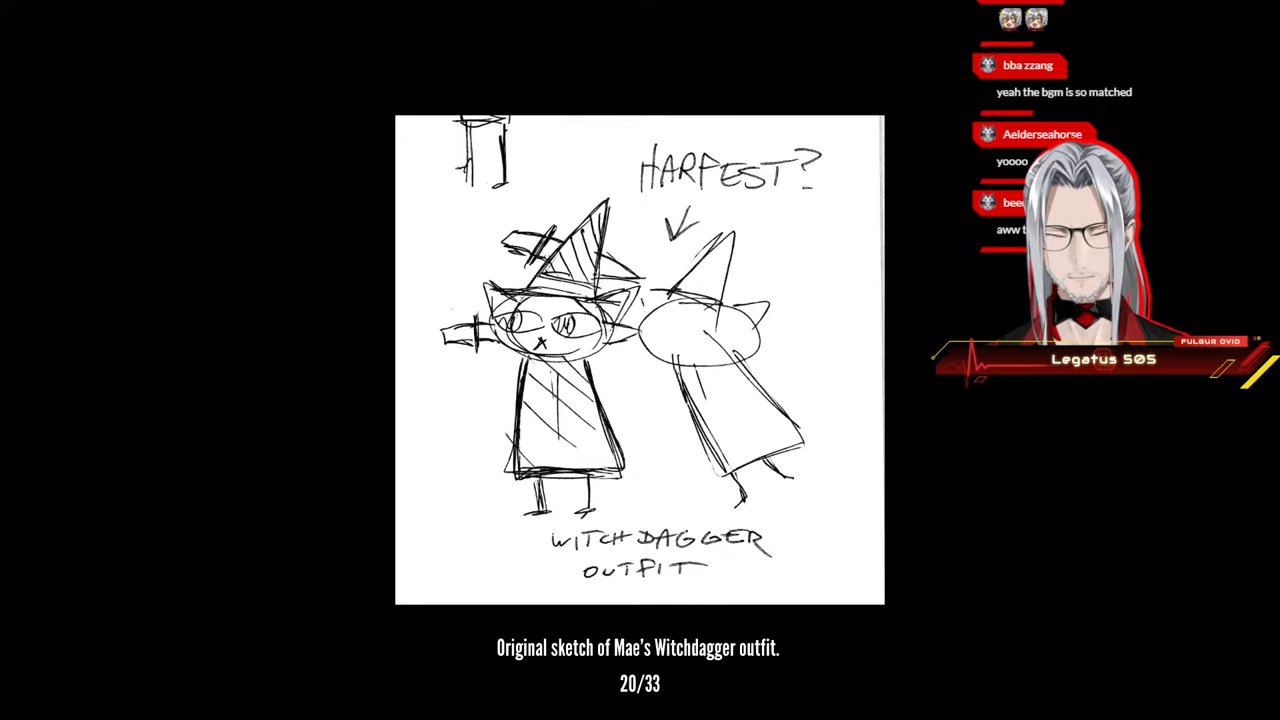 HARFEST?
WITCHDAGGER
OUTFIT
Original sketch of Mae's Witchdagger outfit.
20/33
bba zzang
yeah the bgm is so matched
Aelderseahorse
yoooo
aww
FULGUR OVID
Legatus 505